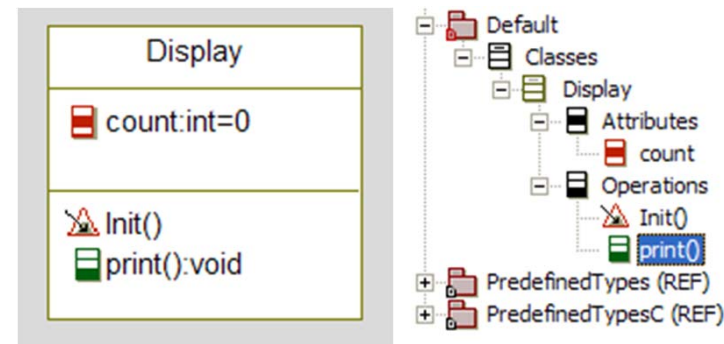 Display
count:int=0
Init()
print():void
Default
Classes
Display
Attributes
count
Operations
Init()
print()
PredefinedTypes (REF)
PredefinedTypesC (REF)